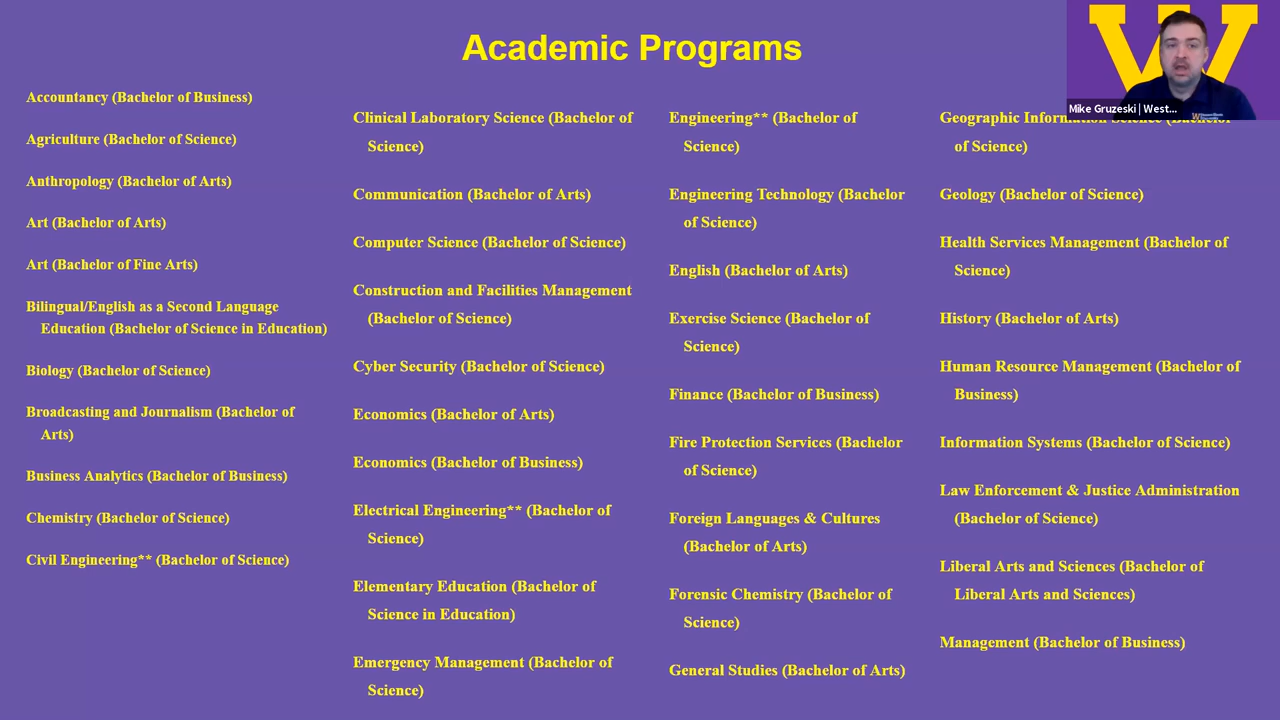 Academic Programs
Mike Gruzeski | West...
Accountancy (Bachelor of Business)
Agriculture (Bachelor of Science)
Anthropology (Bachelor of Arts)
Art (Bachelor of Arts)
Art (Bachelor of Fine Arts)
Bilingual/English as a Second Language
Education (Bachelor of Science in Education)
Biology (Bachelor of Science)
Broadcasting and Journalism (Bachelor of
Arts)
Business Analytics (Bachelor of Business)
Chemistry (Bachelor of Science)
Civil Engineering** (Bachelor of Science)
Clinical Laboratory Science (Bachelor of
Science)
Communication (Bachelor of Arts)
Computer Science (Bachelor of Science)
Construction and Facilities Management
(Bachelor of Science)
Cyber Security (Bachelor of Science)
Economics (Bachelor of Arts)
Economics (Bachelor of Business)
Electrical Engineering** (Bachelor of
Science)
Elementary Education (Bachelor of
Science in Education)
Emergency Management (Bachelor of
Science)
Engineering** (Bachelor of
Science)
Engineering Technology (Bachelor
of Science)
English (Bachelor of Arts)
Exercise Science (Bachelor of
Science)
Finance (Bachelor of Business)
Fire Protection Services (Bachelor
of Science)
Foreign Languages & Cultures
(Bachelor of Arts)
Forensic Chemistry (Bachelor of
Science)
General Studies (Bachelor of Arts)
Geographic Information Science (Bachelor
of Science)
Geology (Bachelor of Science)
Health Services Management (Bachelor of
Science)
History (Bachelor of Arts)
Human Resource Management (Bachelor of
Business)
Information Systems (Bachelor of Science)
Law Enforcement & Justice Administration
(Bachelor of Science)
Liberal Arts and Sciences (Bachelor of
Liberal Arts and Sciences)
Management (Bachelor of Business)